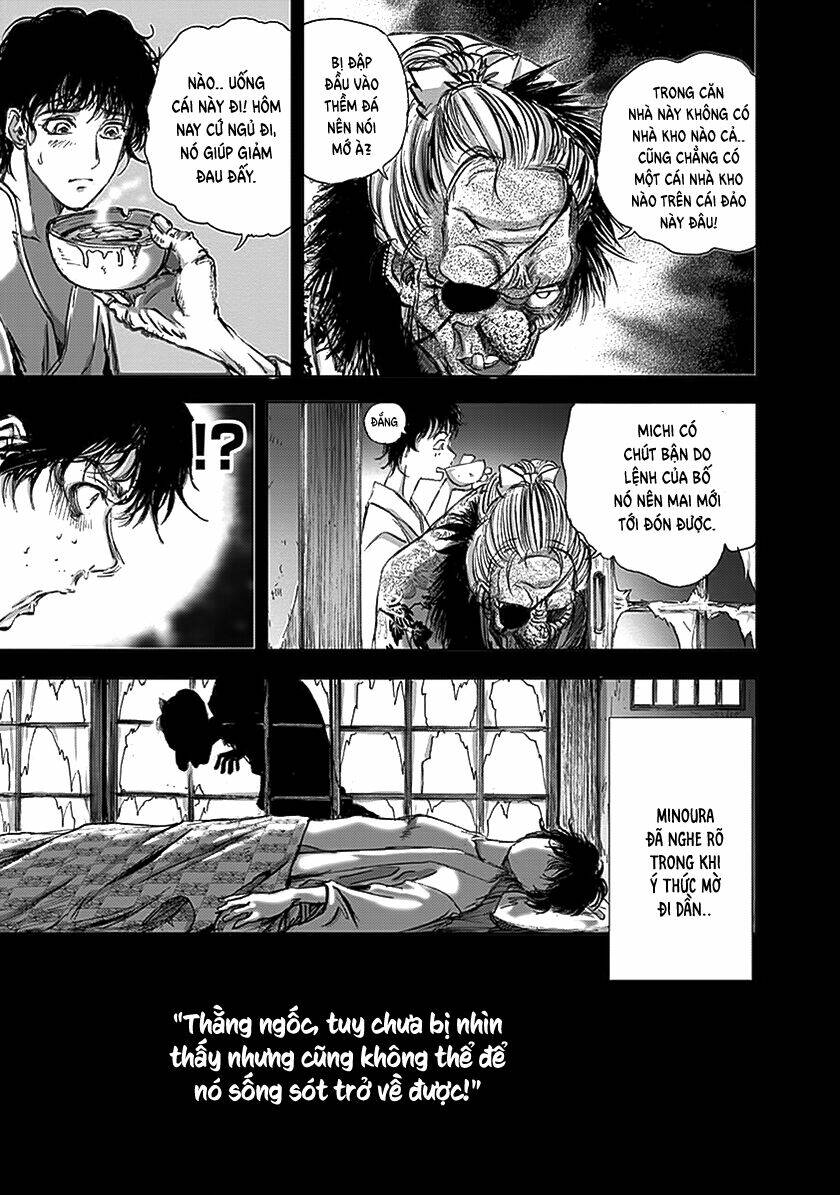 TRONG CĂN
NHÀ NÀY KHÔNG CÓ
NHÀ KHO NÀO CẢ..
CŨNG CHẲNG CÓ
MỘT CÁI NHÀ KHO
NÀO TRÊN CÁI ĐẢO
NÀY ĐÂU!
BỊ ĐẬP
ĐẦU VÀO
THỀM ĐÁ
NÊN NÓI
MỚ À?
NÀO.. UỐNG
CÁI NÀY ĐI! HÔM
NAY CỨ NGỦ ĐI,
NÓ GIÚP GIẢM
ĐAU ĐẤY.
MICHI CÓ
CHÚT BẬN DO
LỆNH CỦA BỐ
NÓ NÊN MAI MỚI
TỚI ĐÓN ĐƯỢC.
ĐẮNG
!?
MINOURA
ĐÃ NGHE RÕ
TRONG KHI
Ý THỨC MỜ
ĐI DẦN..
"Thằng ngốc, tuy chưa bị nhìn
thấy nhưng cũng không thể để
nó sống sót trở về được!"